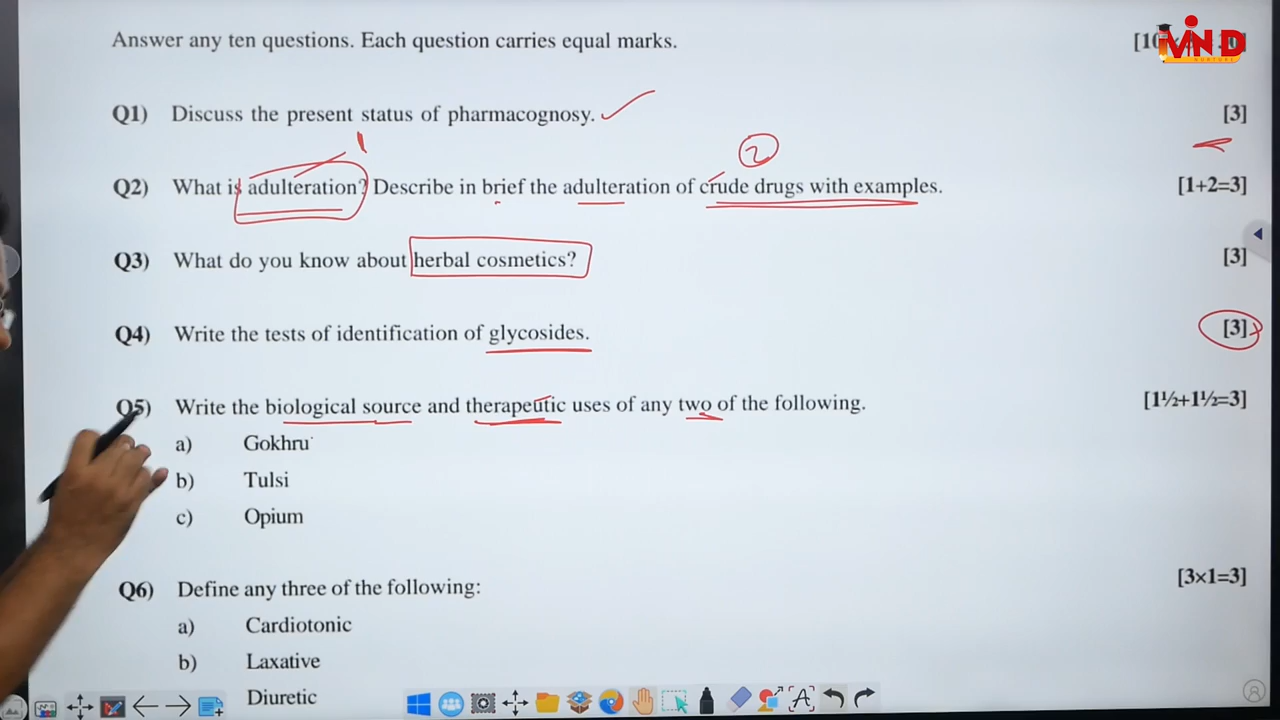 Answer any ten questions. Each question carries equal marks.
VND
NURTURE
Q1) Discuss the present status of pharmacognosy. [3]
1
2
Q2) What is adulteration? Describe in brief the adulteration of crude drugs with examples. [1+2=3]
Q3) What do you know about herbal cosmetics? [3]
Q4) Write the tests of identification of glycosides. [3]
Q5) Write the biological source and therapeutic uses of any two of the following. [1½+1½=3]
a) Gokhru
b) Tulsi
c) Opium
Q6) Define any three of the following: [3×1=3]
a) Cardiotonic
b) Laxative
Diuretic